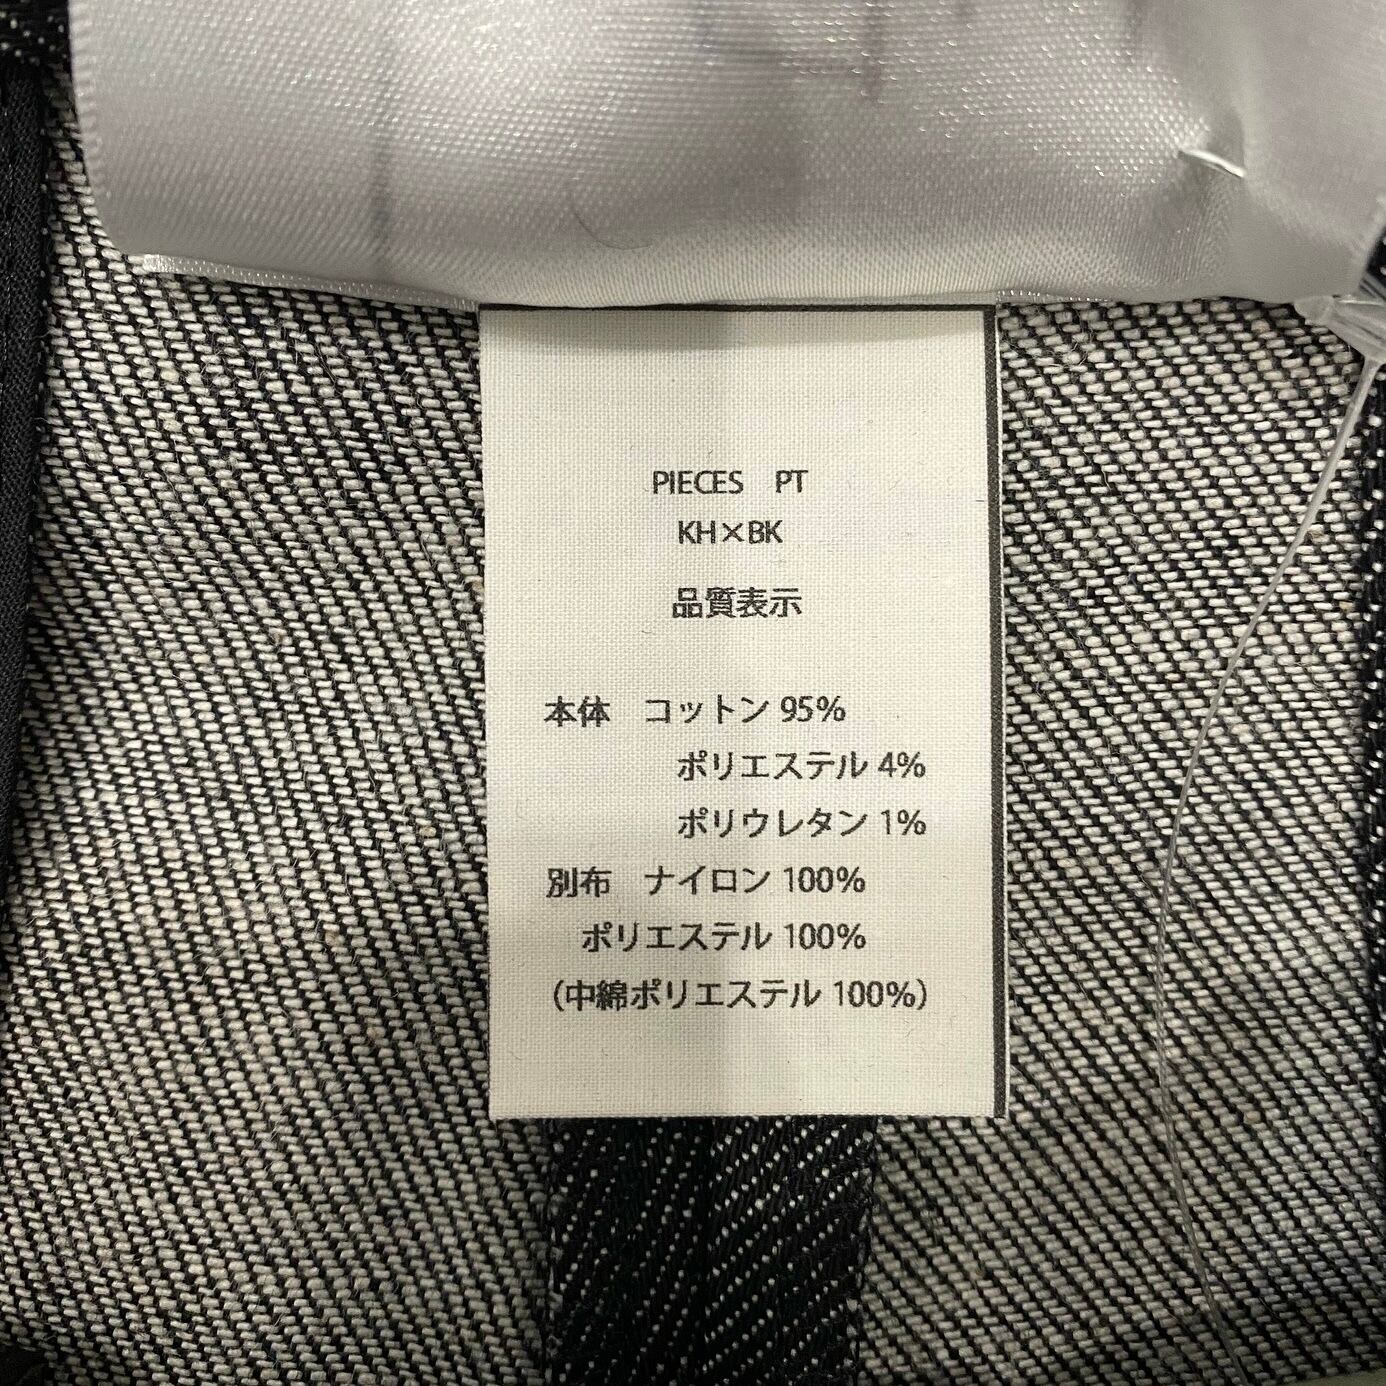 PIECES PT
KH×BK
品質表示
本体 コットン 95%
ポリエステル 4%
ポリウレタン 1%
別布 ナイロン 100%
ポリエステル 100%
（中綿ポリエステル 100%）